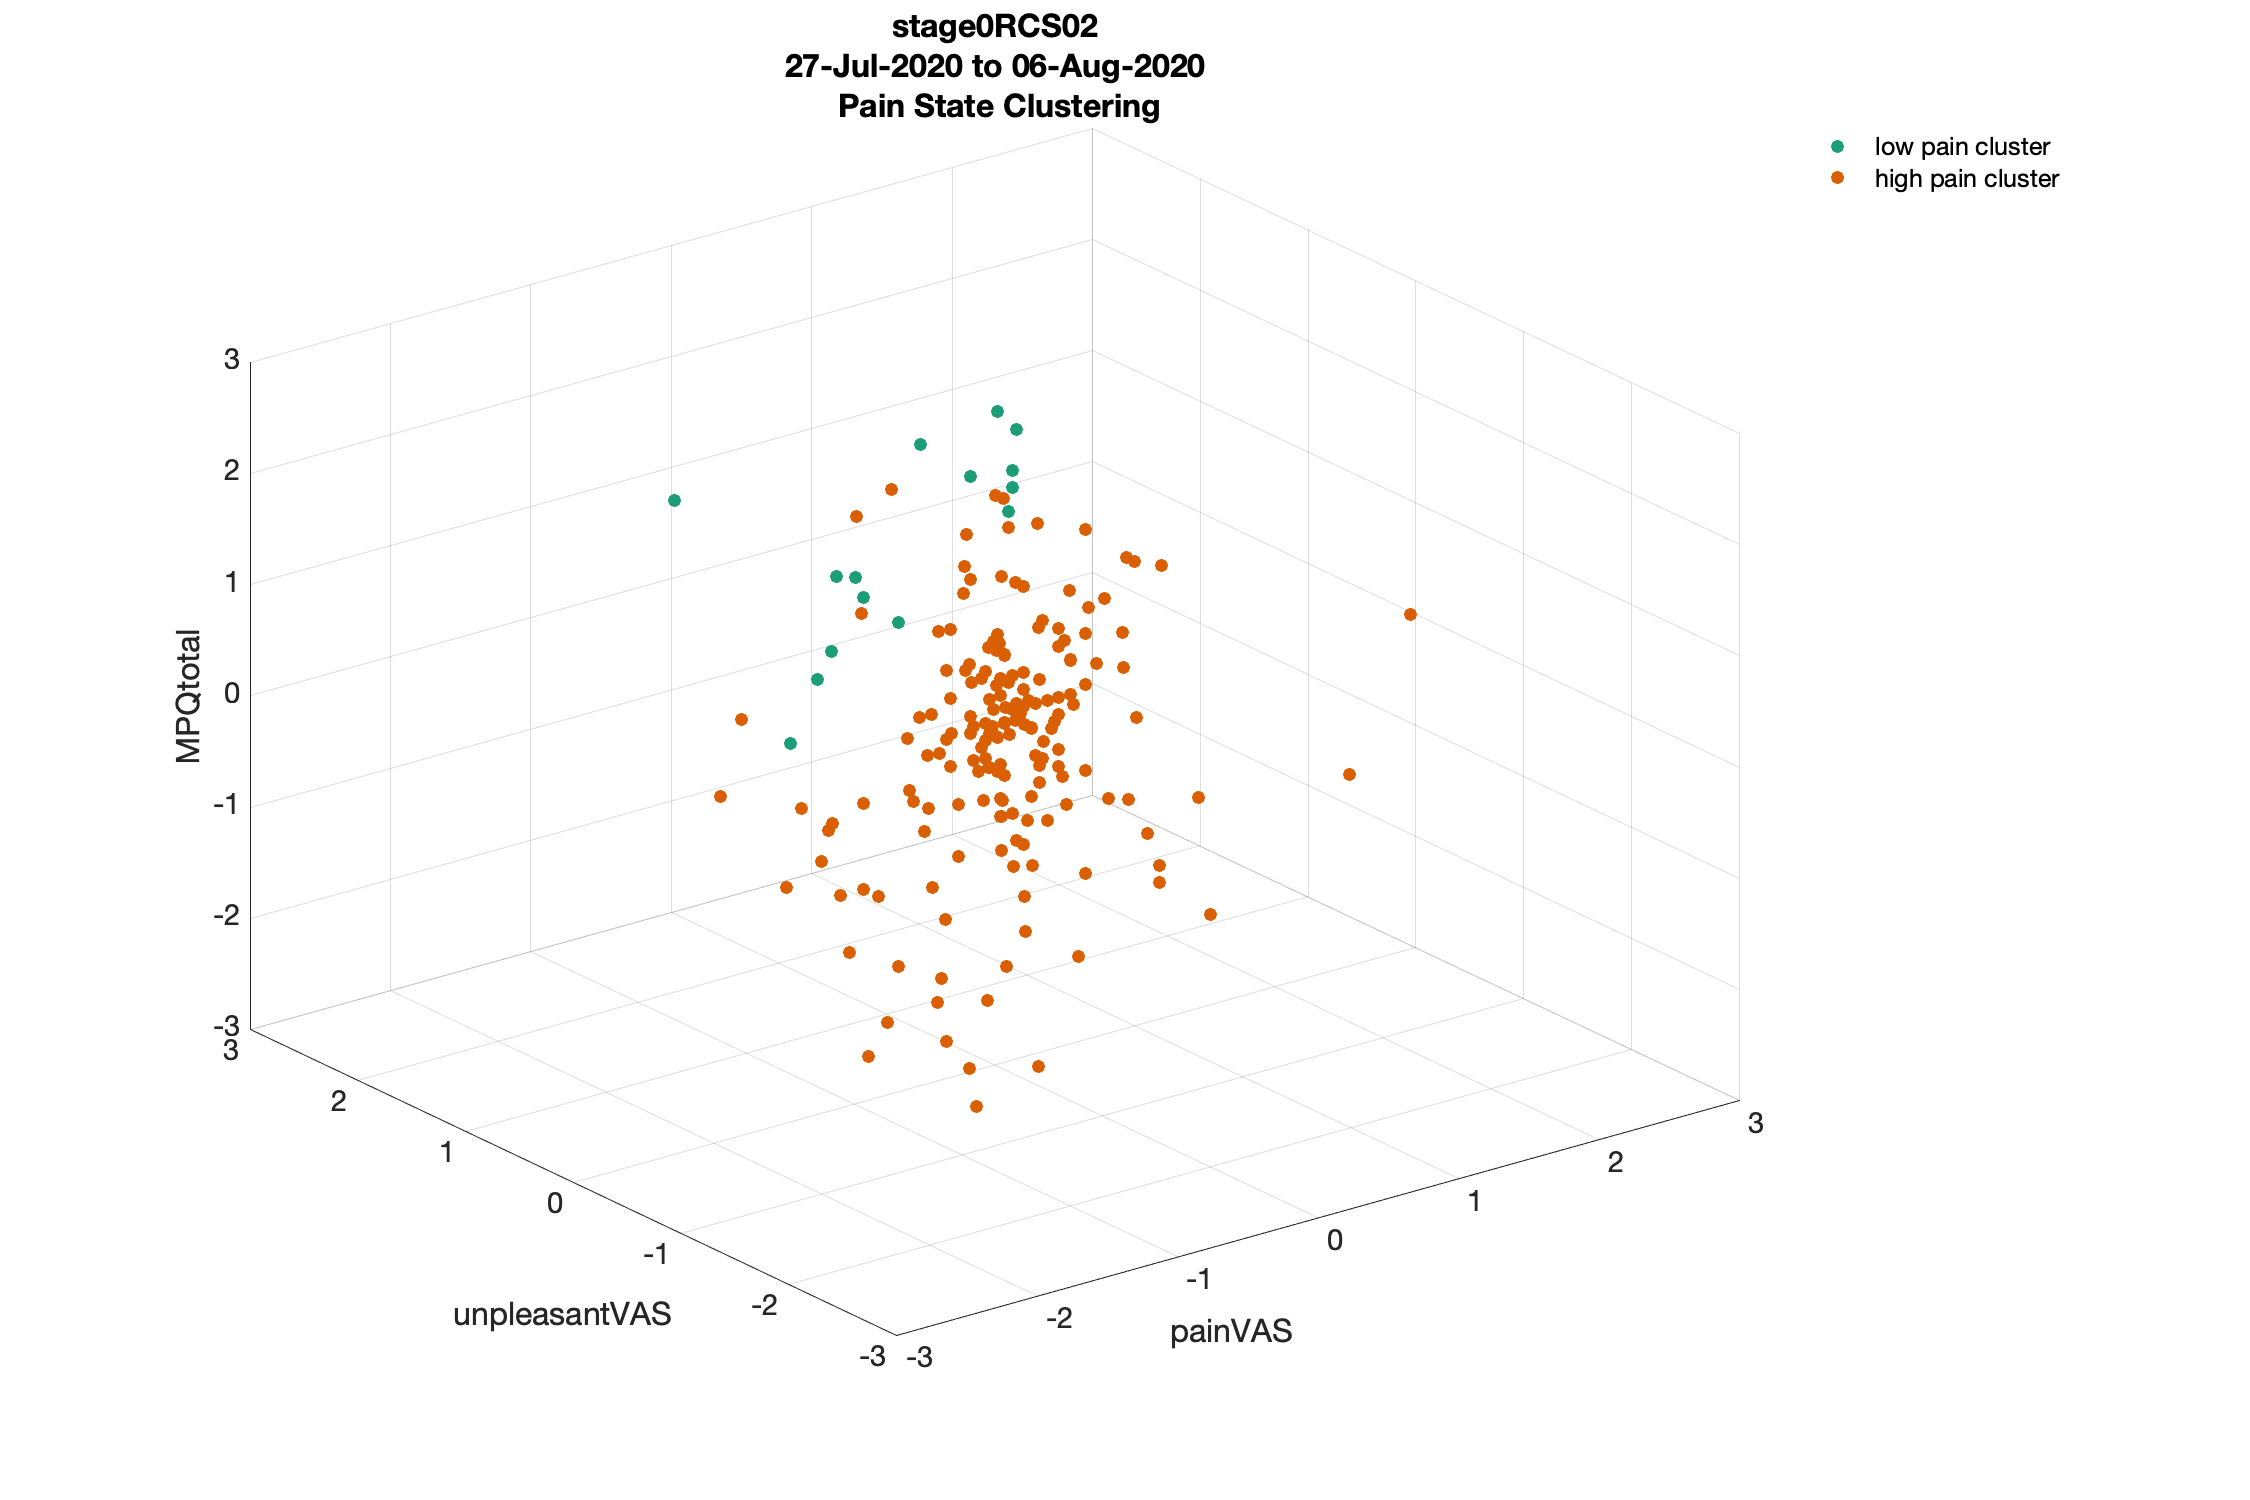 stage0RCS02
27-Jul-2020 to 06-Aug-2020
Pain State Clustering
low pain cluster
high pain cluster
MPQtotal
3
2
1
0
-1
-2
-3
unpleasantVAS
3
2
1
0
-1
-2
-3
painVAS
-3
-2
-1
0
1
2
3